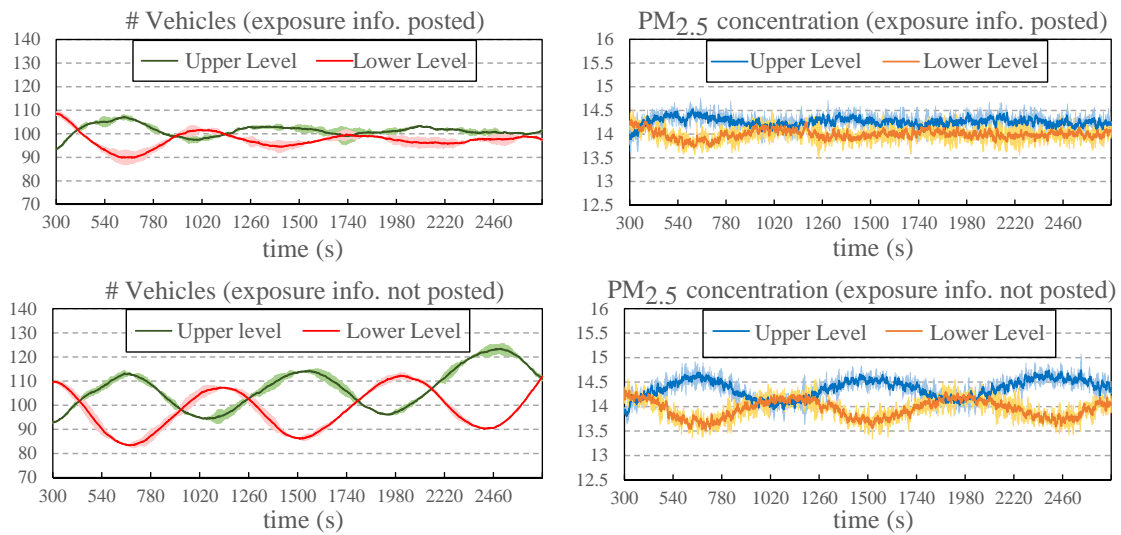 # Vehicles (exposure info. posted)
140
130
120
110
100
90
80
70
Upper Level Lower Level
300 540 780 1020 1260 1500 1740 1980 2220 2460
time (s)
PM2.5 concentration (exposure info. posted)
16
15.5
15
14.5
14
13.5
13
12.5
Upper Level Lower Level
300 540 780 1020 1260 1500 1740 1980 2220 2460
time (s)
# Vehicles (exposure info. not posted)
140
130
120
110
100
90
80
70
Upper level Lower Level
300 540 780 1020 1260 1500 1740 1980 2220 2460
time (s)
PM2.5 concentration (exposure info. not posted)
16
15.5
15
14.5
14
13.5
13
12.5
Upper Level Lower Level
300 540 780 1020 1260 1500 1740 1980 2220 2460
time (s)